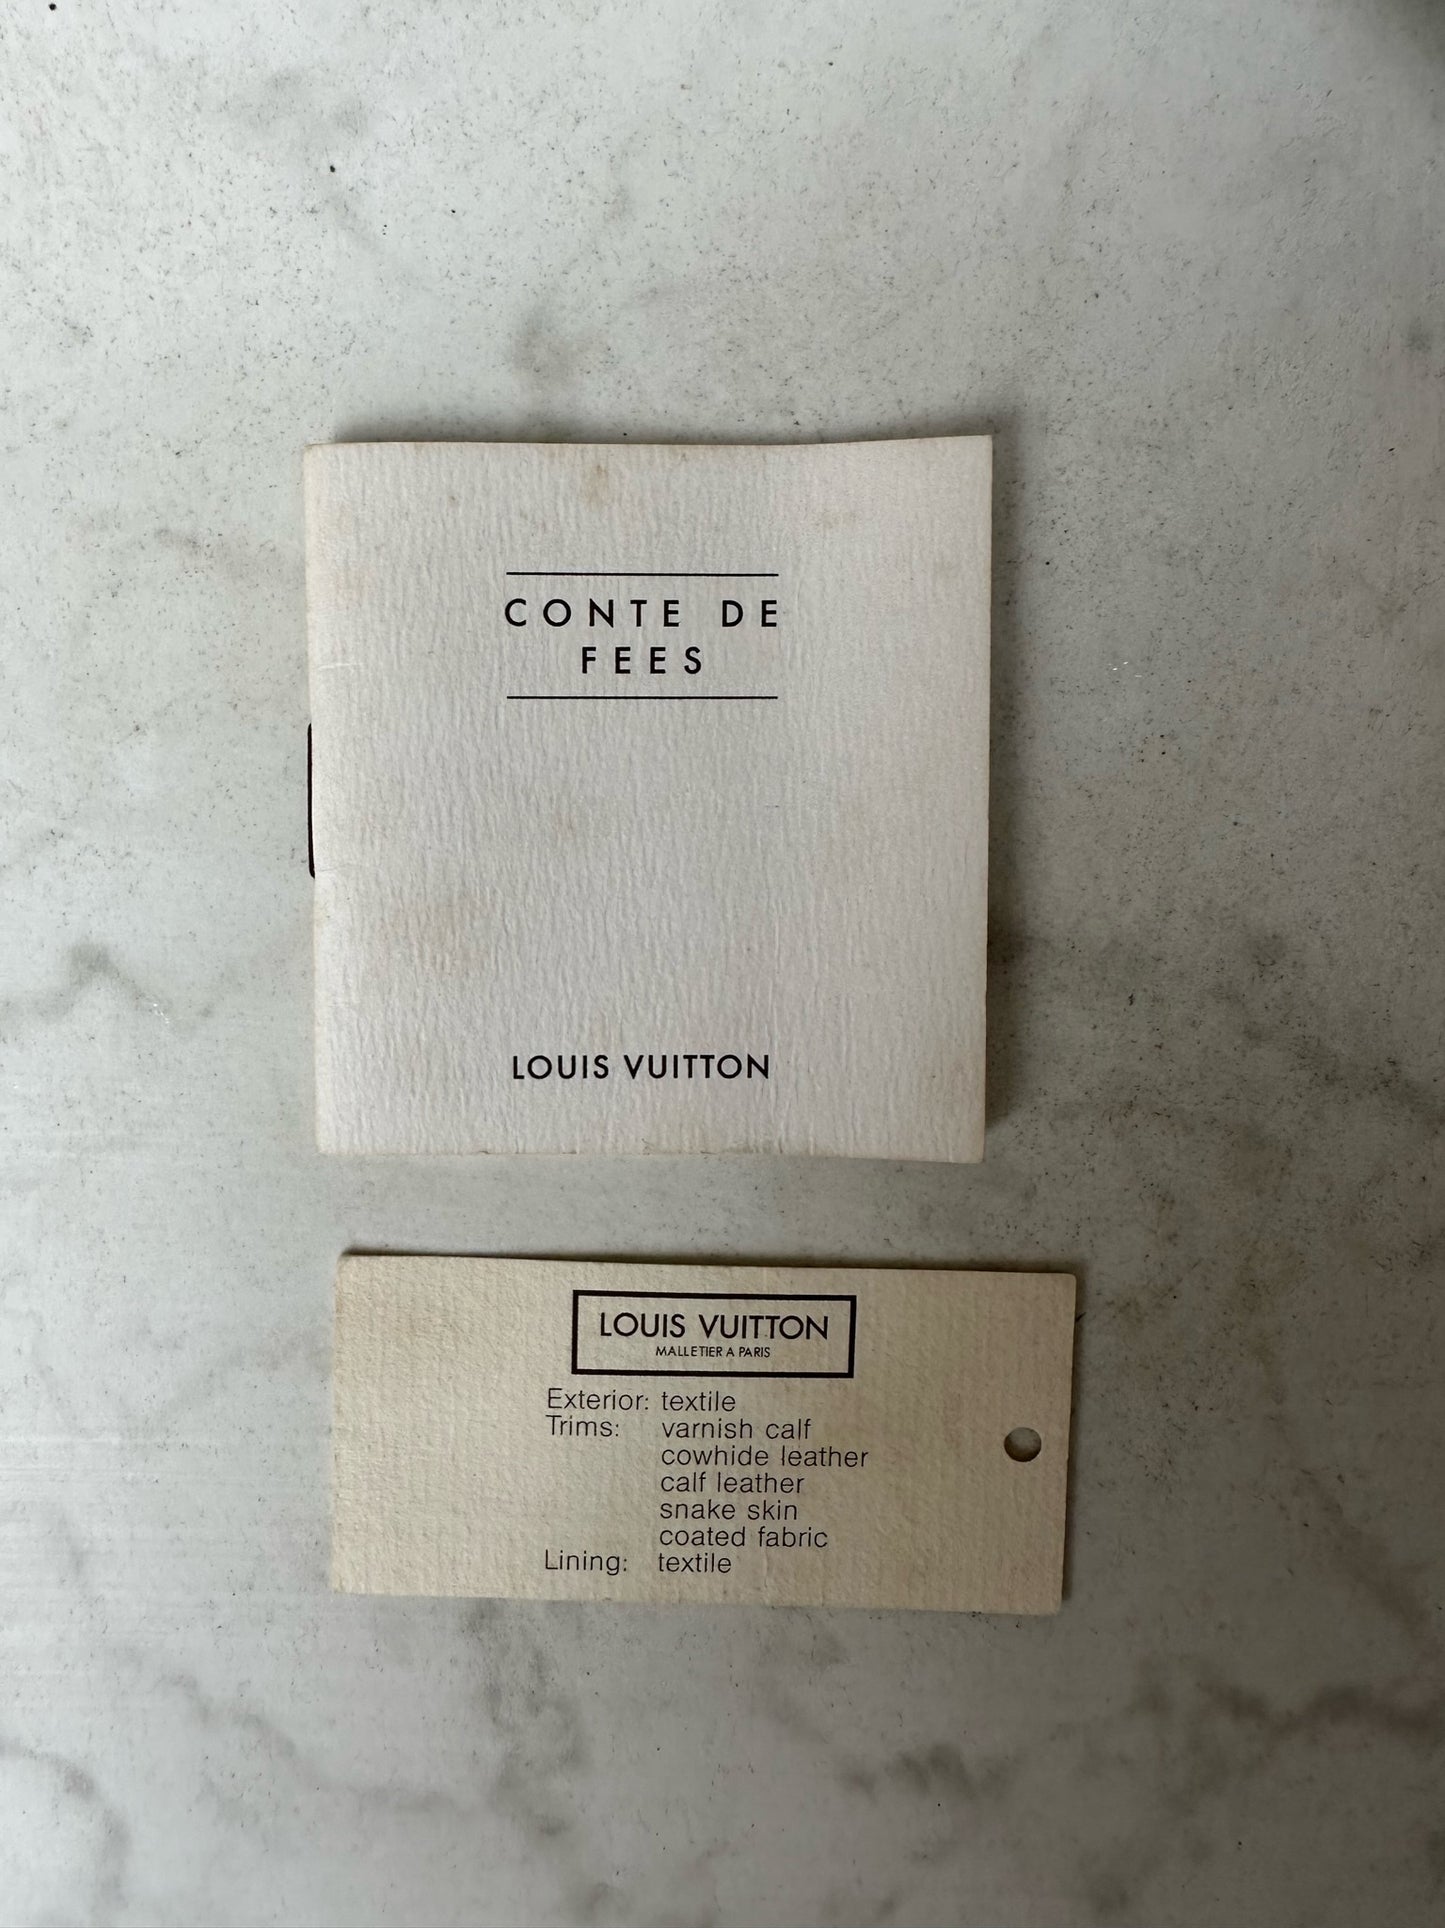 CONTE DE
FEES
LOUIS VUITTON
LOUIS VUITTON
MALLETIER A PARIS
Exterior: textile
Trims: varnish calf
cowhide leather
calf leather
snake skin
coated fabric
Lining: textile